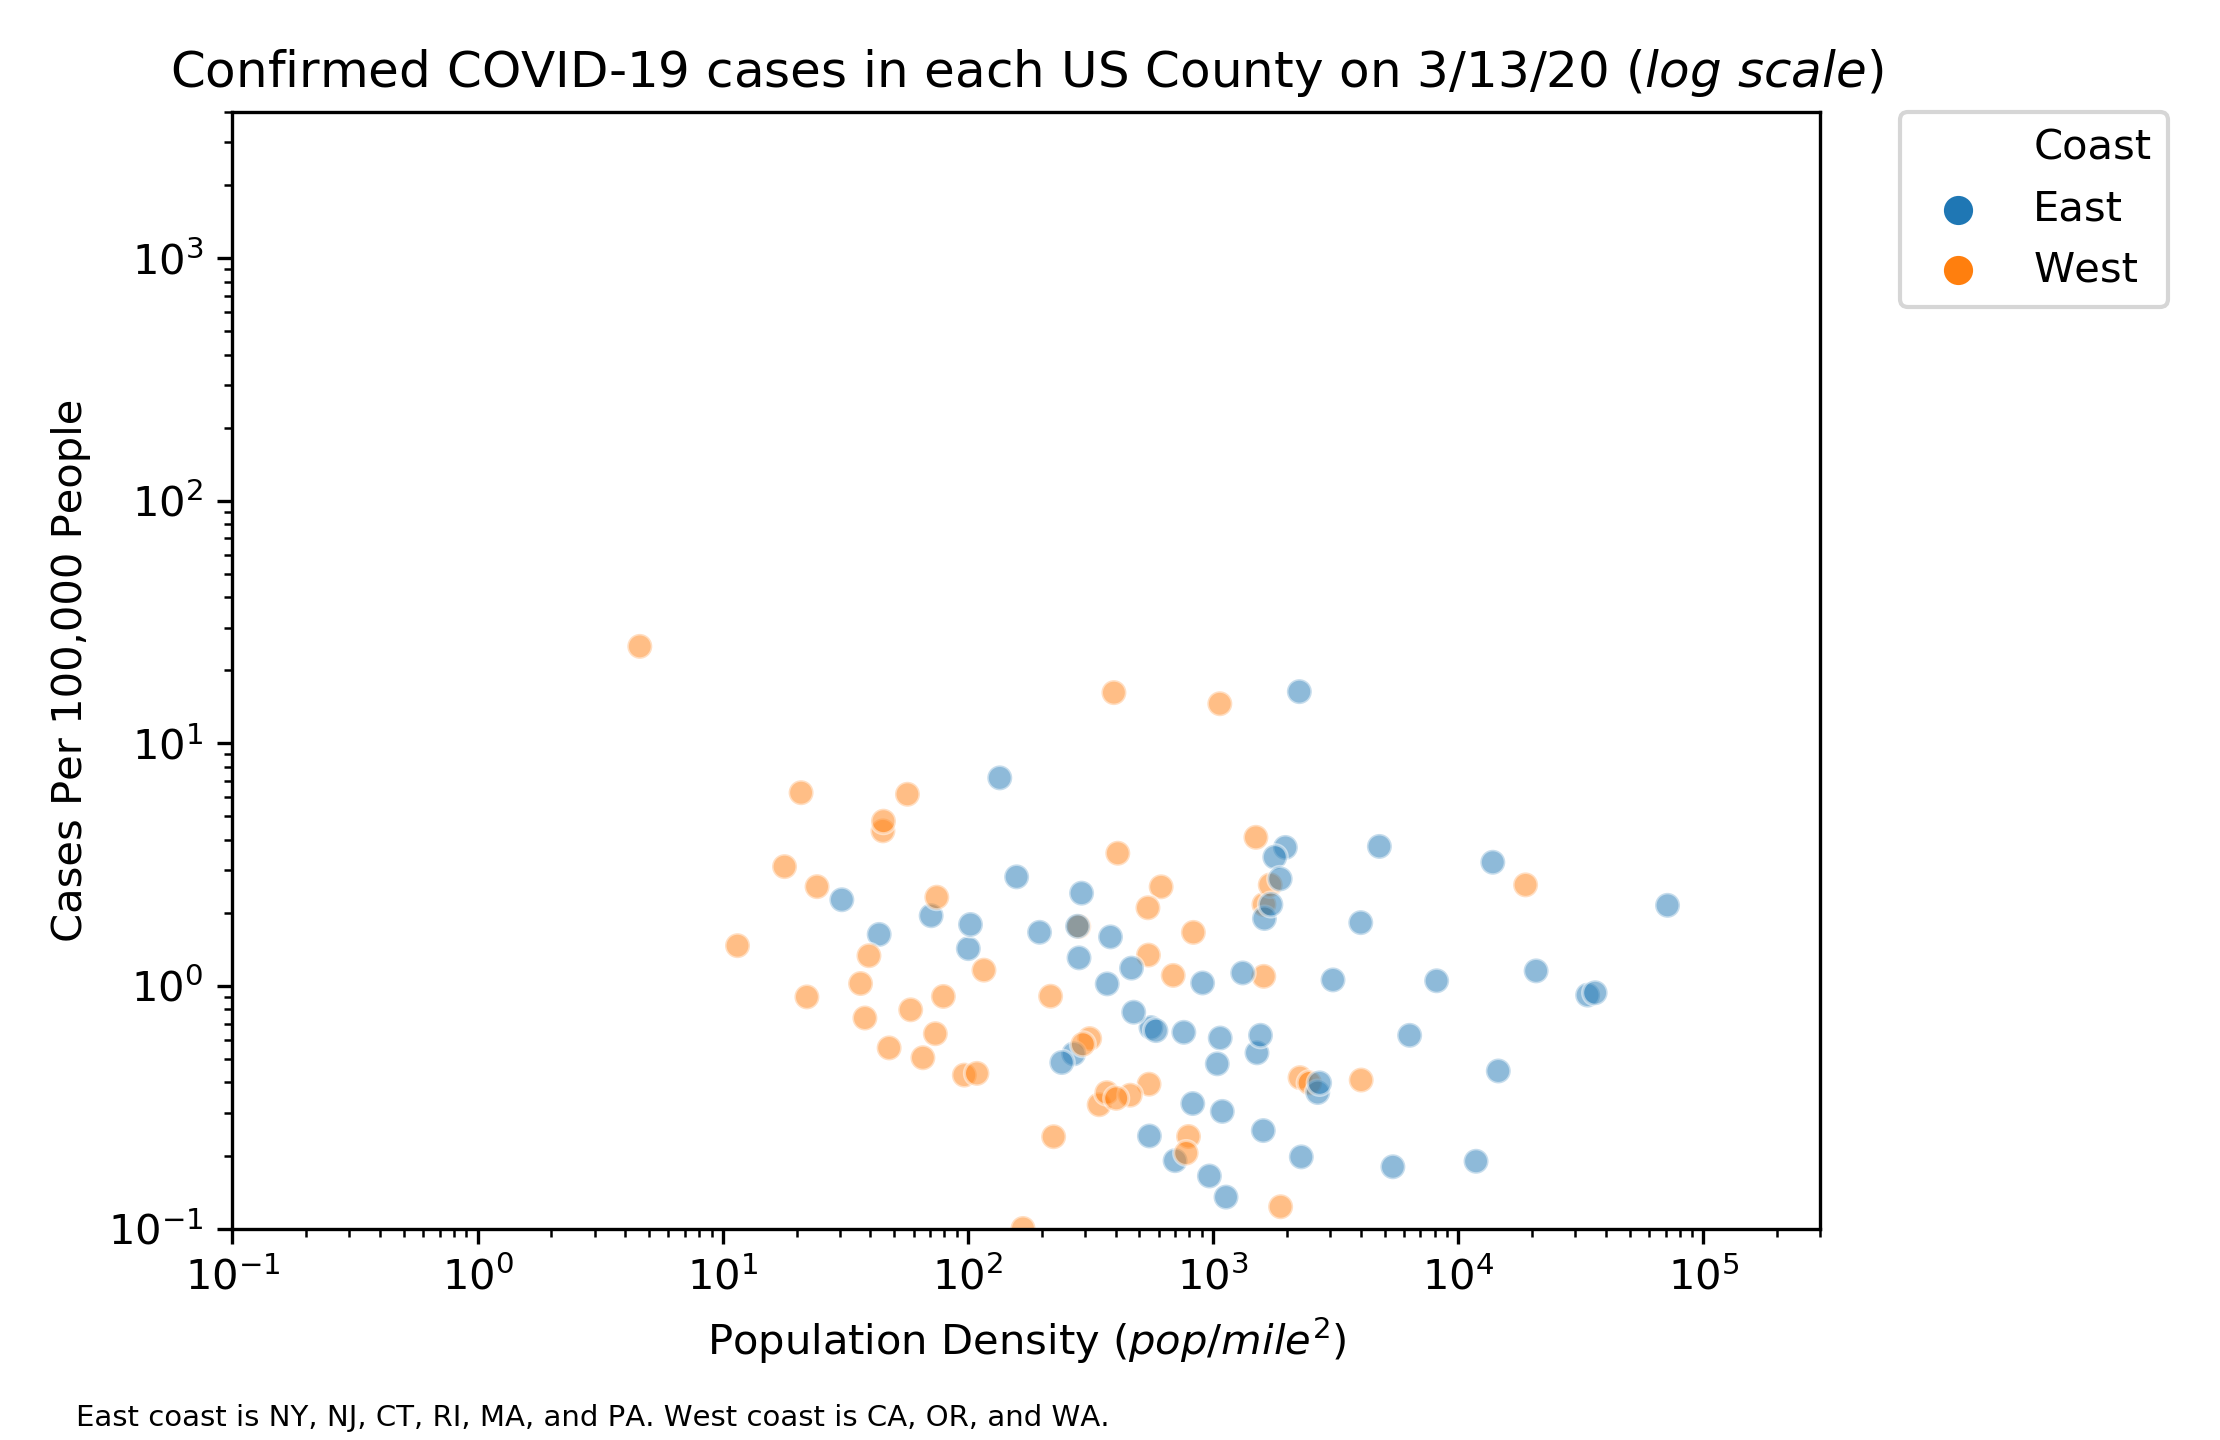 Confirmed COVID-19 cases in each US County on 3/13/20 (log scale)
Coast
East
West
10³
10²
10¹
10⁰
10⁻¹
Cases Per 100,000 People
10⁻¹ 10⁰ 10¹ 10² 10³ 10⁴ 10⁵
Population Density (pop/mile²)
East coast is NY, NJ, CT, RI, MA, and PA. West coast is CA, OR, and WA.